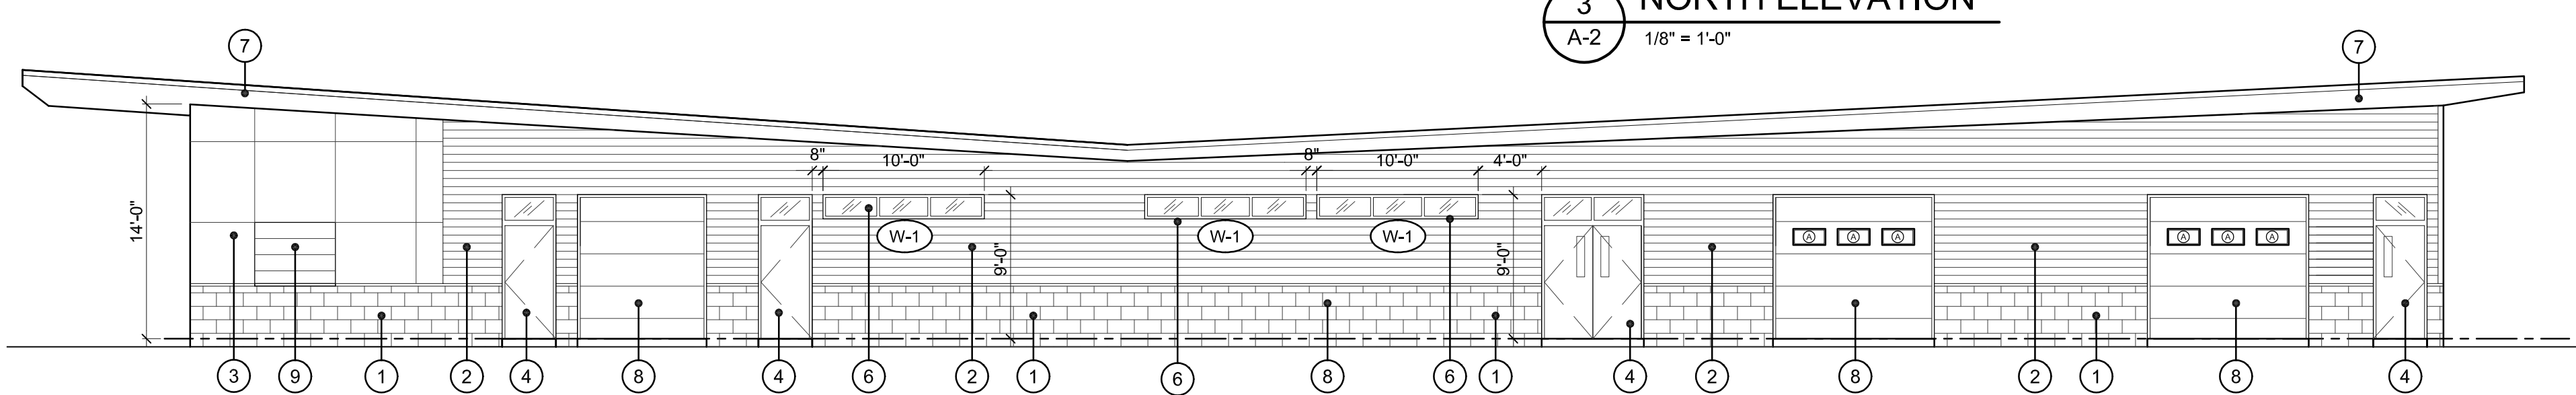 3
NORTH ELEVATION
A-2
1/8" = 1'-0"
7
7
8"
10'-0"
8"
10'-0"
4'-0"
14'-0"
W-1
9'-0"
W-1
W-1
9'-0"
A A A
A A A
3 9 1 2 4 8 4 6 2 1 6 8 6 1 4 2 8 2 1 8 4